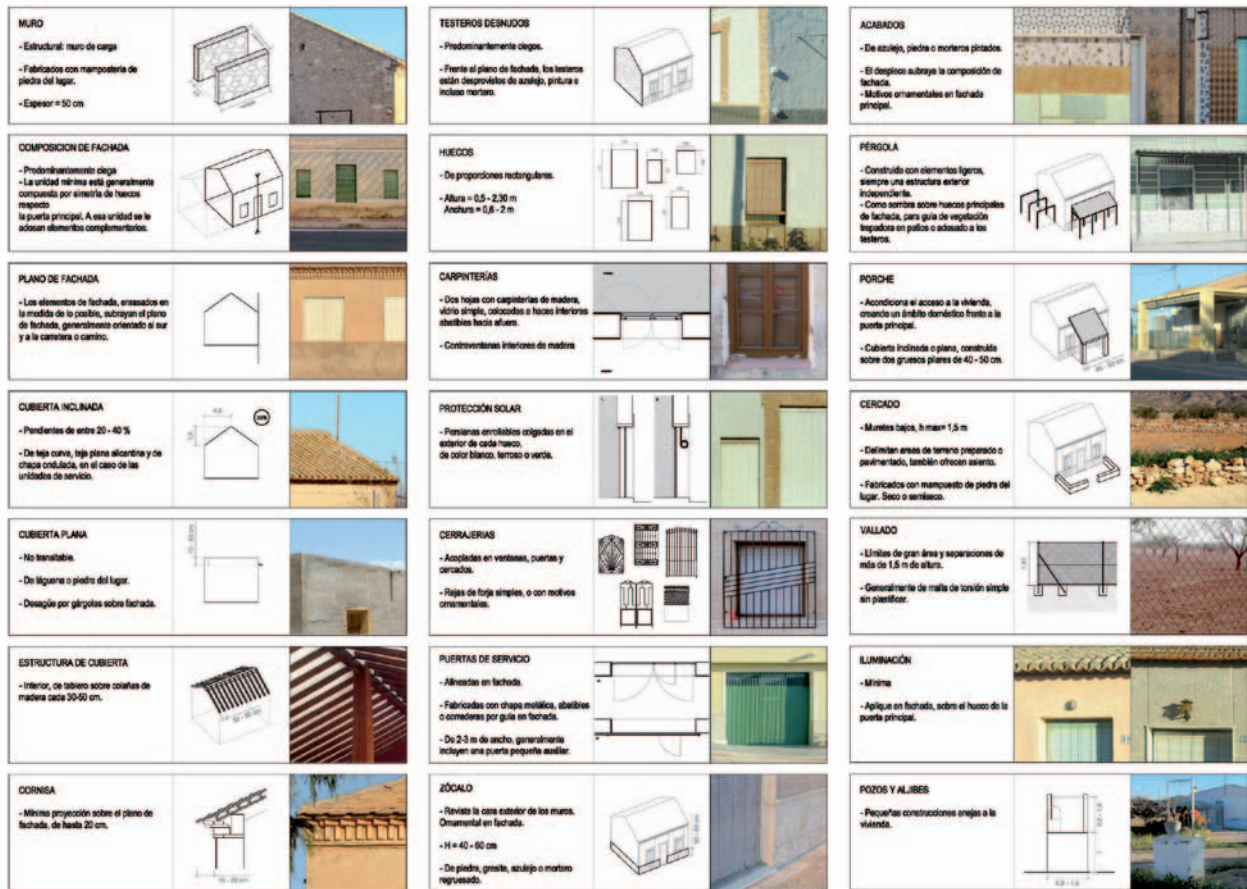 MURO
- Estructural: muro de carga
- Fabricados con mampostería de
piedra del lugar.
- Espesor = 50 cm
COMPOSICION DE FACHADA
- Predominantemente ciega
- La unidad mínima está generalmente
compuesta por simetría de huecos
respecto
la puerta principal. A esa unidad se le
adosan elementos complementarios.
PLANO DE FACHADA
- Los elementos de fachada, enrasados en
la medida de lo posible, subrayan el plano
de fachada, generalmente orientado al sur
y a la carretera o camino.
CUBIERTA INCLINADA
- Pendientes de entre 20 - 40 %
- De teja curva, teja plana alicantina y de
chapa ondulada, en el caso de las
unidades de servicio.
CUBIERTA PLANA
- No transitable.
- De láguena o piedra del lugar.
- Desagüe por gárgolas sobre fachada.
ESTRUCTURA DE CUBIERTA
- Interior, de tablero sobre colañas de
madera cada 30-50 cm.
CORNISA
- Mínima proyección sobre el plano de
fachada, de hasta 20 cm.
TESTEROS DESNUDOS
- Predominantemente ciegos.
- Frente al plano de fachada, los testeros
están desprovistos de azulejo, pintura e
incluso mortero.
HUECOS
- De proporciones rectangulares.
- Altura = 0,5 - 2,30 m
Anchura = 0,6 - 2 m
CARPINTERÍAS
- Dos hojas con carpinterías de madera,
vidrio simple, colocadas a haces interiores
abatibles hacia afuera.
- Contraventanas interiores de madera
PROTECCIÓN SOLAR
- Persianas enrollables colgadas en el
exterior de cada hueco,
de color blanco, terroso o verde.
CERRAJERIAS
- Acopladas en ventanas, puertas y
cercados.
- Rejas de forja simples, o con motivos
ornamentales.
PUERTAS DE SERVICIO
- Alineadas en fachada.
- Fabricadas con chapa metálica, abatibles
o correderas por guía en fachada.
- De 2-3 m de ancho, generalmente
incluyen una puerta pequeña auxiliar.
ZÓCALO
- Reviste la cara exterior de los muros.
Ornamental en fachada.
- H = 40 - 60 cm
- De piedra, gresite, azulejo o mortero
regruesado.
ACABADOS
- De azulejo, piedra o morteros pintados.
- El despiece subraya la composición de
fachada.
- Motivos ornamentales en fachada
principal.
PÉRGOLA
- Construida con elementos ligeros,
siempre una estructura exterior
independiente.
- Como sombra sobre huecos principales
de fachada, para guía de vegetación
trepadora en patios o adosado a los
testeros.
PORCHE
- Acondiciona el acceso a la vivienda,
creando un ámbito doméstico frente a la
puerta principal.
- Cubierta inclinada o plana, construida
sobre dos gruesos pilares de 40 - 50 cm.
40 - 50 cm
CERCADO
- Muretes bajos, h max= 1,5 m
- Delimitan areas de terreno preparado o
pavimentado, también ofrecen asiento.
- Fabricados con mampuesto de piedra del
lugar. Seco o semiseco.
VALLADO
- Límites de gran área y separaciones de
más de 1,5 m de altura.
- Generalmente de malla de torsión simple
sin plastificar.
ILUMINACIÓN
- Mínima
- Aplique en fachada, sobre el hueco de la
puerta principal.
POZOS Y ALJIBES
- Pequeñas construcciones anejas a la
vivienda.